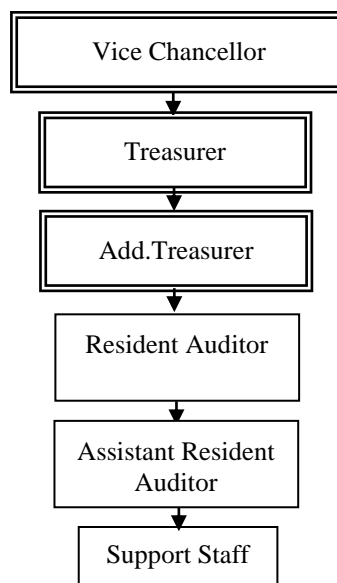 Vice Chancellor
Treasurer
Add.Treasurer
Resident Auditor
Assistant Resident
Auditor
Support Staff